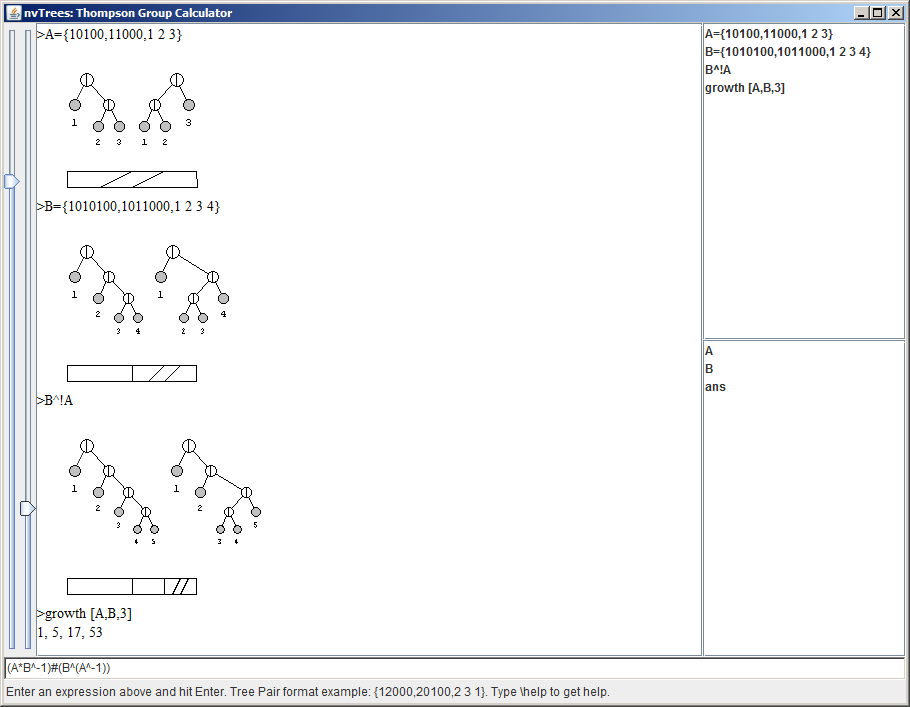 nvTrees: Thompson Group Calculator
>A={10100,11000,1 2 3}
1 2 3 1 2 3
>B={1010100,1011000,1 2 3 4}
1 2 3 4 1 2 3 4
>B^!A
1 2 3 4 5 1 2 3 4 5
>growth [A,B,3]
1, 5, 17, 53
A={10100,11000,1 2 3}
B={1010100,1011000,1 2 3 4}
B^!A
growth [A,B,3]
A
B
ans
(A*B^-1)#(B^(A^-1))
Enter an expression above and hit Enter. Tree Pair format example: {12000,20100,2 3 1}. Type \help to get help.